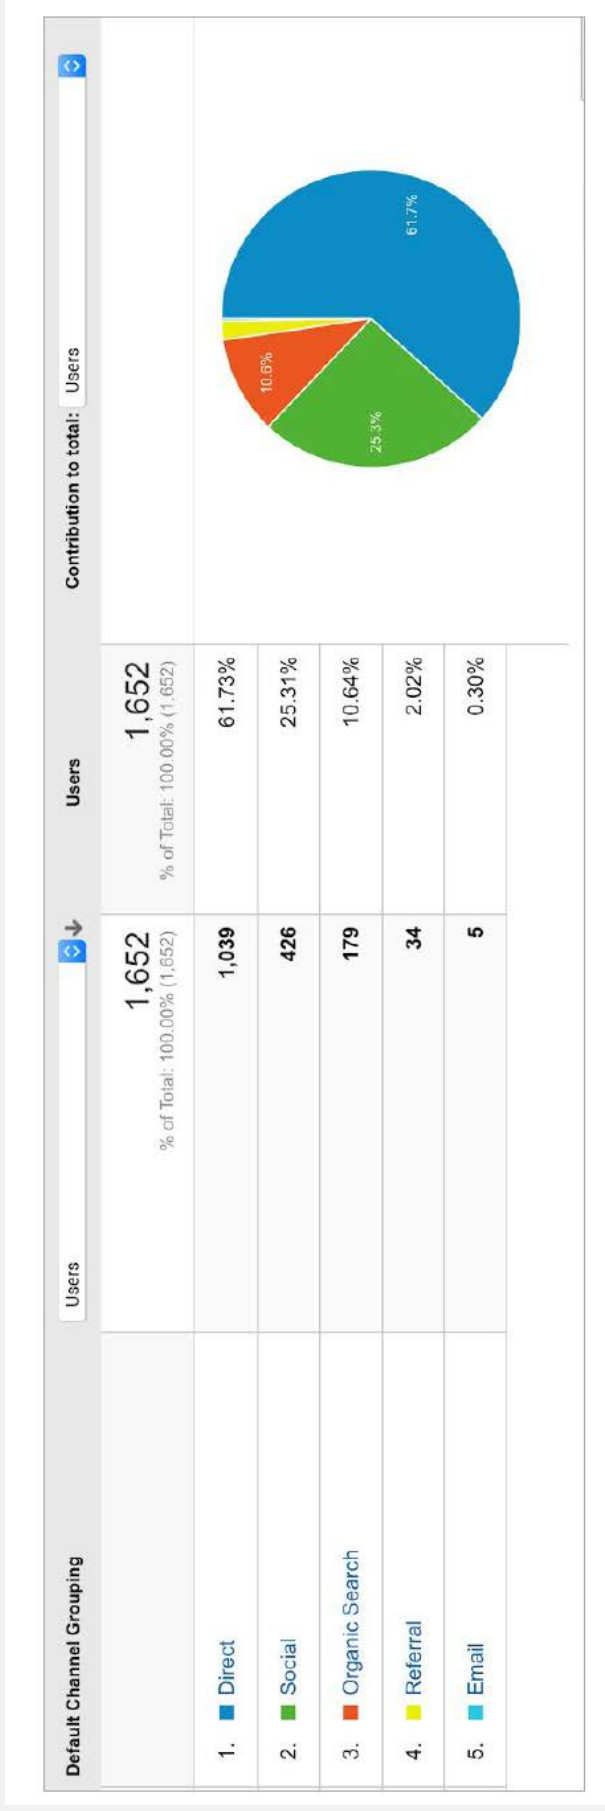 Default Channel Grouping Users Users Contribution to total: Users
1,652 1,652
% of Total: 100.00% (1,652) % of Total: 100.00% (1,652)
1. Direct 1,039 61.73%
2. Social 426 25.31%
3. Organic Search 179 10.64%
4. Referral 34 2.02%
5. Email 5 0.30%
10.6%
25.3%
61.7%